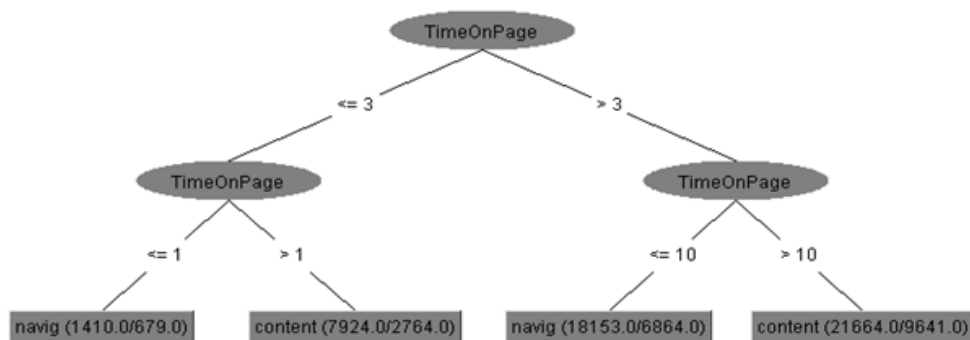 TimeOnPage
<= 3
> 3
TimeOnPage
TimeOnPage
<= 1
> 1
<= 10
> 10
navig (1410.0/679.0)
content (7924.0/2764.0)
navig (18153.0/6864.0)
content (21664.0/9641.0)